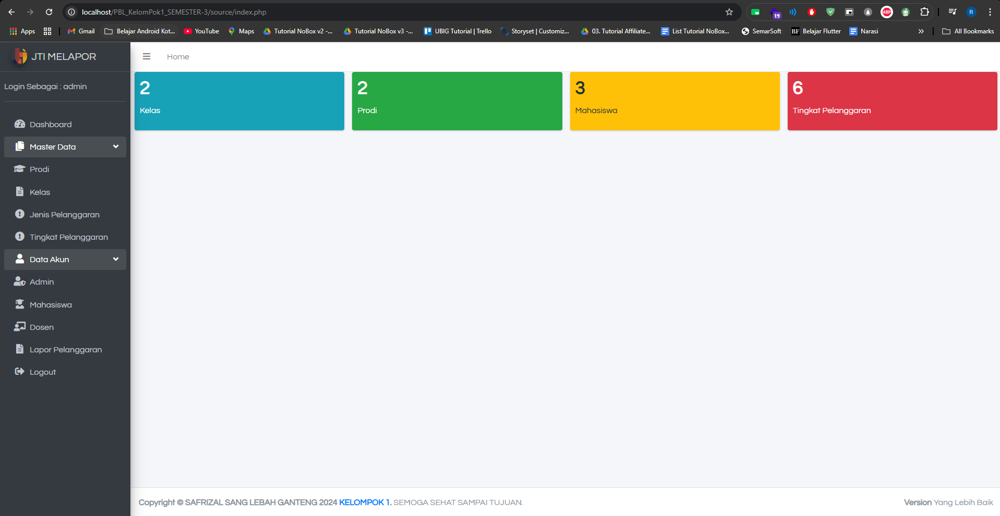 localhost/PBL_KelomPok1_SEMESTER-3/source/index.php
19
ABP
R
Apps
Gmail
Belajar Android Kot...
YouTube
Maps
Tutorial NoBox v2 -...
Tutorial NoBox v3 -...
UBIG Tutorial | Trello
Storyset | Customiz...
03. Tutorial Affiliate...
List Tutorial NoBox...
SemarSoft
BF
Belajar Flutter
Narasi
All Bookmarks
JTI MELAPOR
Home
Login Sebagai : admin
Dashboard
Master Data
Prodi
Kelas
Jenis Pelanggaran
Tingkat Pelanggaran
Data Akun
Admin
Mahasiswa
Dosen
Lapor Pelanggaran
Logout
2
Kelas
2
Prodi
3
Mahasiswa
6
Tingkat Pelanggaran
Copyright © SAFRIZAL SANG LEBAH GANTENG 2024 KELOMPOK 1. SEMOGA SEHAT SAMPAI TUJUAN.
Version Yang Lebih Baik